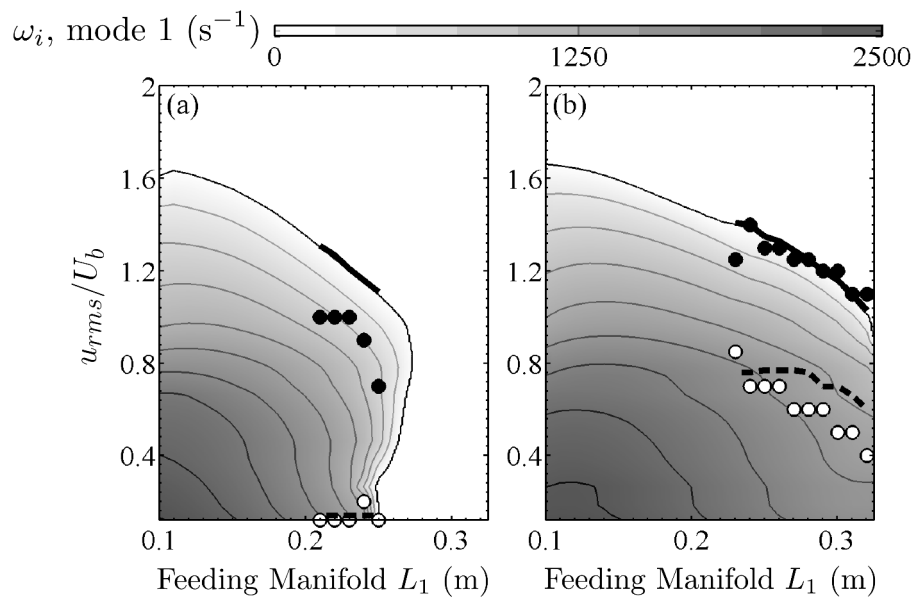 ωi, mode 1 (s−1)
0 1250 2500
(a) (b)
2 2
1.6 1.6
1.2 1.2
0.8 0.8
0.4 0.4
urms/Ub
0.1 0.2 0.3 0.1 0.2 0.3
Feeding Manifold L1 (m) Feeding Manifold L1 (m)